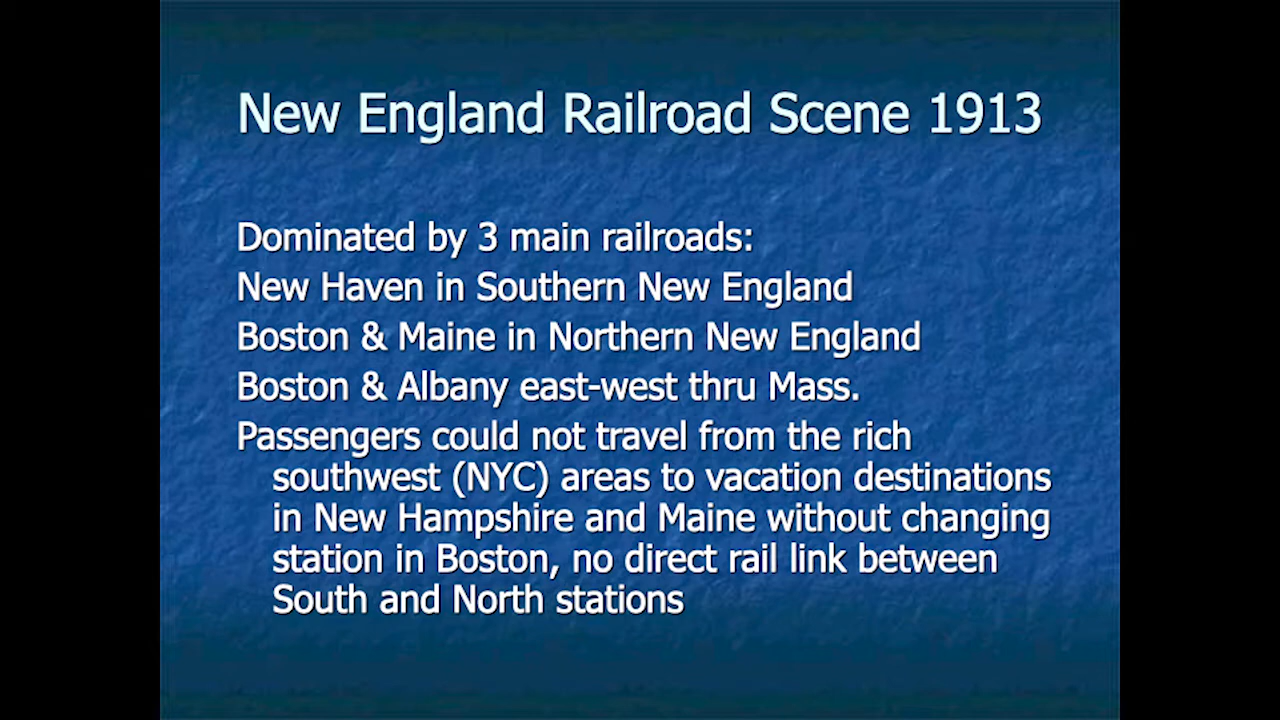 New England Railroad Scene 1913
Dominated by 3 main railroads:
New Haven in Southern New England
Boston & Maine in Northern New England
Boston & Albany east-west thru Mass.
Passengers could not travel from the rich
southwest (NYC) areas to vacation destinations
in New Hampshire and Maine without changing
station in Boston, no direct rail link between
South and North stations